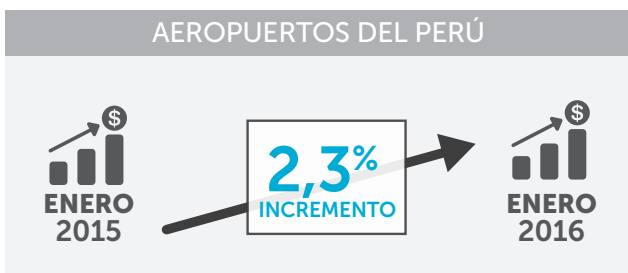 AEROPUERTOS DEL PERÚ
$
ENERO
2015
2,3%
INCREMENTO
$
ENERO
2016